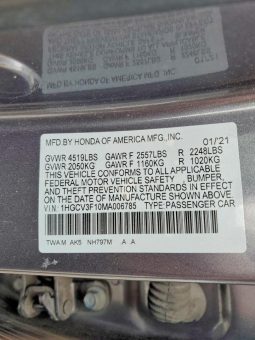 MFD. BY HONDA OF AMERICA MFG.,INC. 01/'21
GVWR 4519LBS GAWR F 2557LBS R 2248LBS
GVWR 2050KG GAWR F 1160KG R 1020KG
THIS VEHICLE CONFORMS TO ALL APPLICABLE
FEDERAL MOTOR VEHICLE SAFETY, BUMPER,
AND THEFT PREVENTION STANDARDS IN EFFECT
ON THE DATE OF MANUFACTURE SHOWN ABOVE.
VIN: 1HGCV3F10MA006785 TYPE:PASSENGER CAR
TWA M AK5 NH797M A A